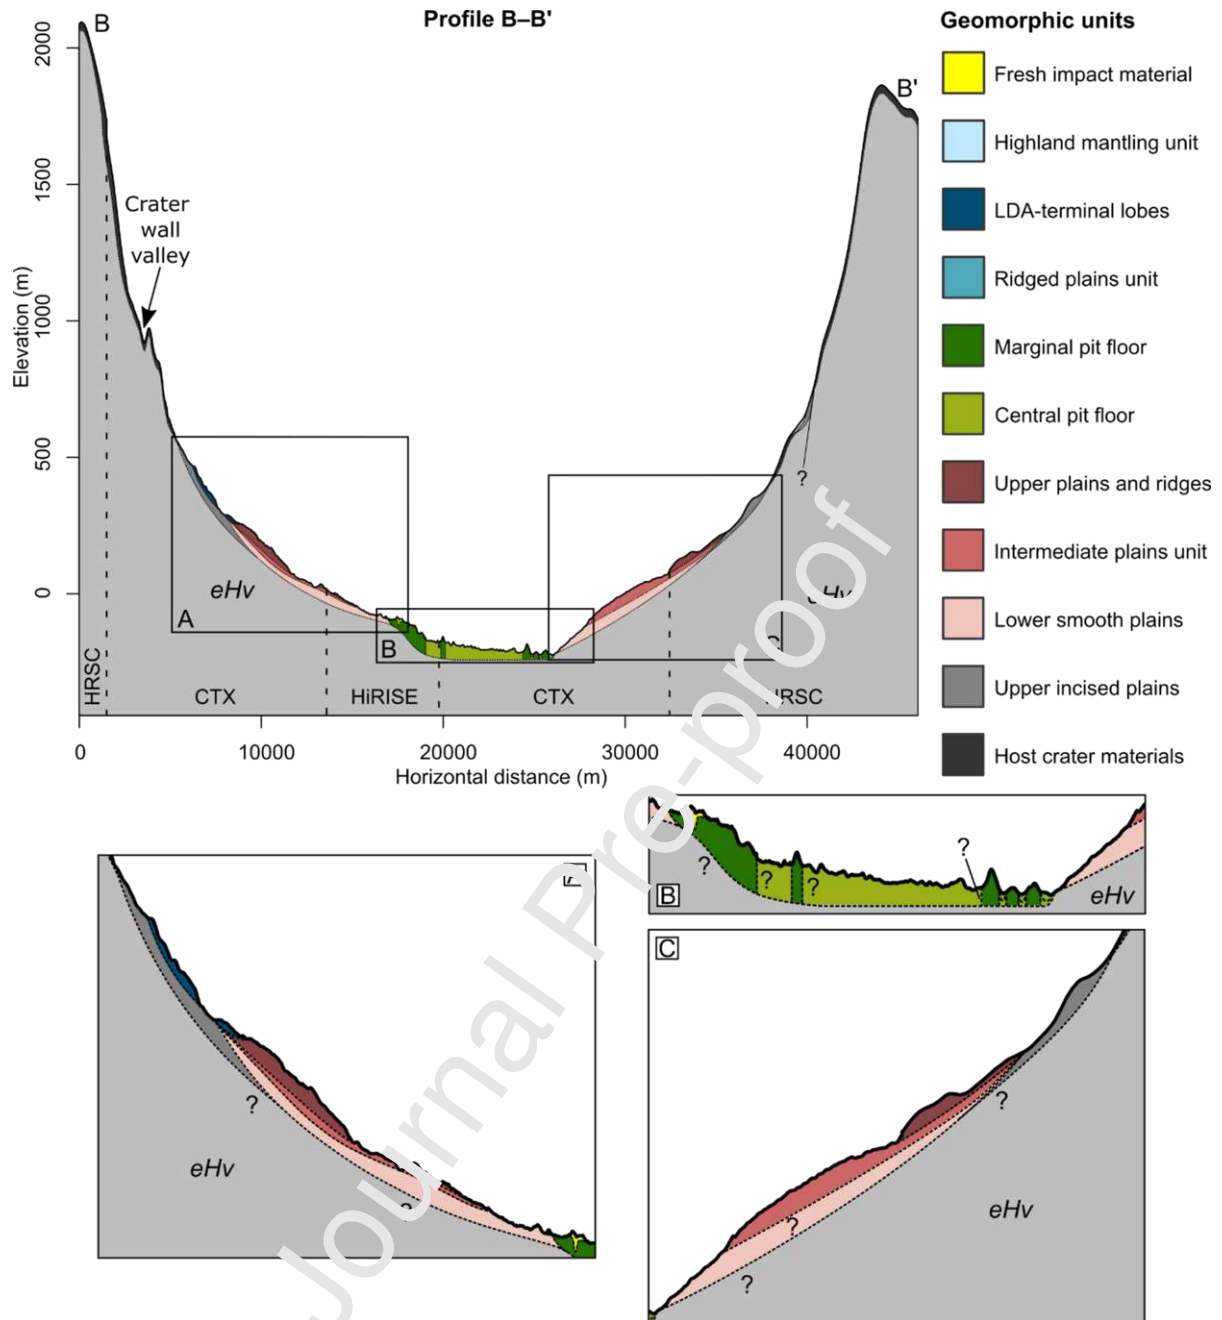 Profile B–B'
B
B'
2000
1500
1000
500
0
Elevation (m)
Crater
wall
valley
?
eHv
eHv
A
B
C
HRSC
CTX
HiRISE
CTX
HRSC
0
10000
20000
30000
40000
Horizontal distance (m)
Geomorphic units
Fresh impact material
Highland mantling unit
LDA-terminal lobes
Ridged plains unit
Marginal pit floor
Central pit floor
Upper plains and ridges
Intermediate plains unit
Lower smooth plains
Upper incised plains
Host crater materials
A
?
eHv
?
?
?
?
?
B
eHv
C
?
eHv
?
?
Journal Pre-proof